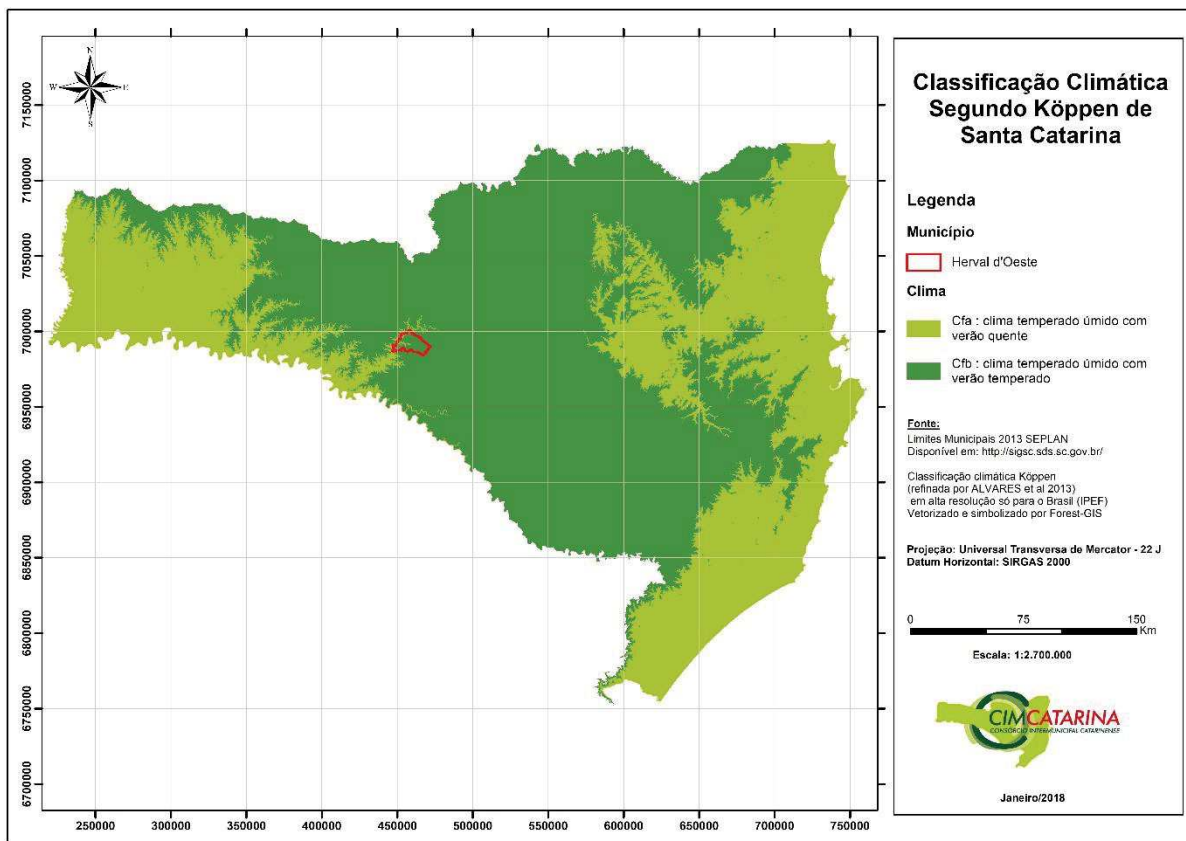 N
W
E
S
7150000
7100000
7050000
7000000
6950000
6900000
6850000
6800000
6750000
6700000
250000
300000
350000
400000
450000
500000
550000
600000
650000
700000
750000
Classificação Climática
Segundo Köppen de
Santa Catarina
Legenda
Município
Herval d'Oeste
Clima
Cfa : clima temperado úmido com
verão quente
Cfb : clima temperado úmido com
verão temperado
Fonte:
Limites Municipais 2013 SEPLAN
Disponível em: http://sigsc.sds.sc.gov.br/
Classificação climática Köppen
(refinada por ALVARES et al 2013)
em alta resolução só para o Brasil (IPEF)
Vetorizado e simbolizado por Forest-GIS
Projeção: Universal Transversa de Mercator - 22 J
Datum Horizontal: SIRGAS 2000
0 75 150
Km
Escala: 1:2.700.000
CIMCATARINA
CONSÓRCIO INTERMUNICIPAL CATARINENSE
Janeiro/2018